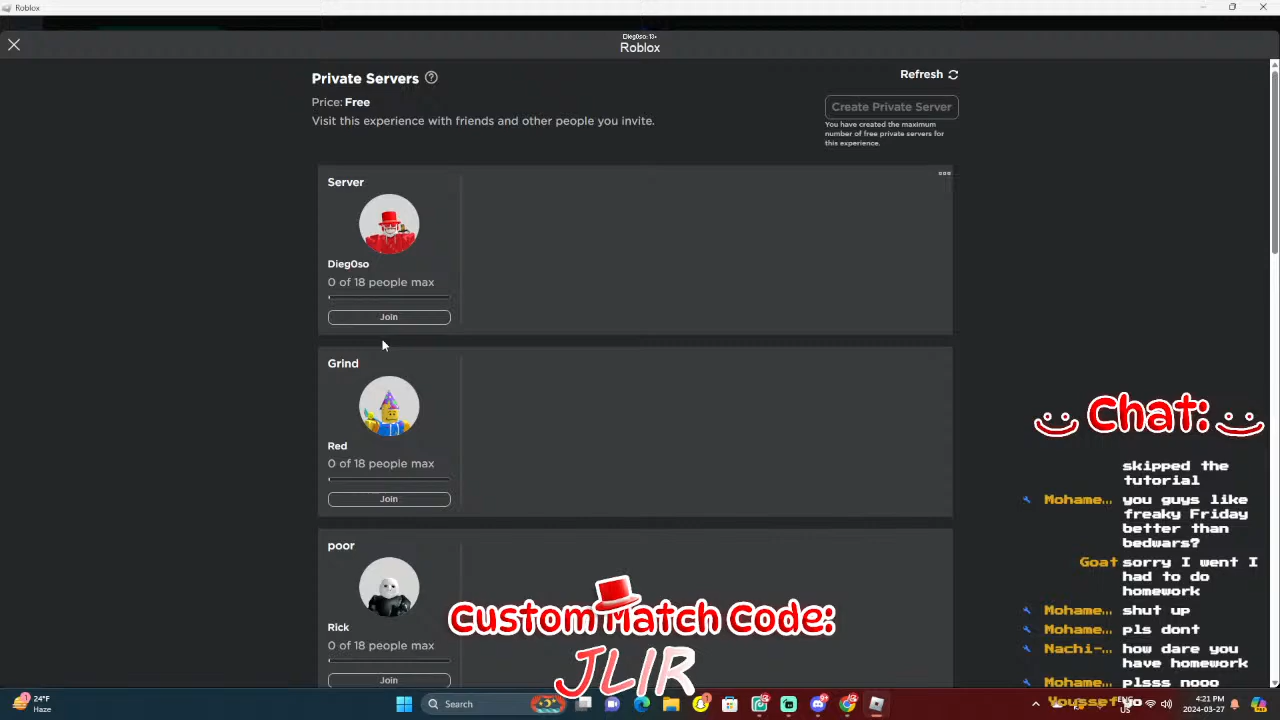 Roblox
Dieg0so: 13+
Roblox
Private Servers
Refresh
Price: Free
Create Private Server
Visit this experience with friends and other people you invite.
You have created the maximum
number of free private servers for
this experience.
Server
Dieg0so
0 of 18 people max
Join
Grind
Red
0 of 18 people max
Join
poor
Rick
0 of 18 people max
Join
Custom Match Code:
JLIR
Chat:
skipped the
tutorial
Mohame... you guys like
freaky Friday
better than
bedwars?
Goat sorry I went I
had to do
homework
Mohame... shut up
Mohame... pls dont
Nachi-... how dare you
have homework
Mohame... plsss nooo
Youssef
24°F
Haze
Search
4:21 PM
2024-03-27